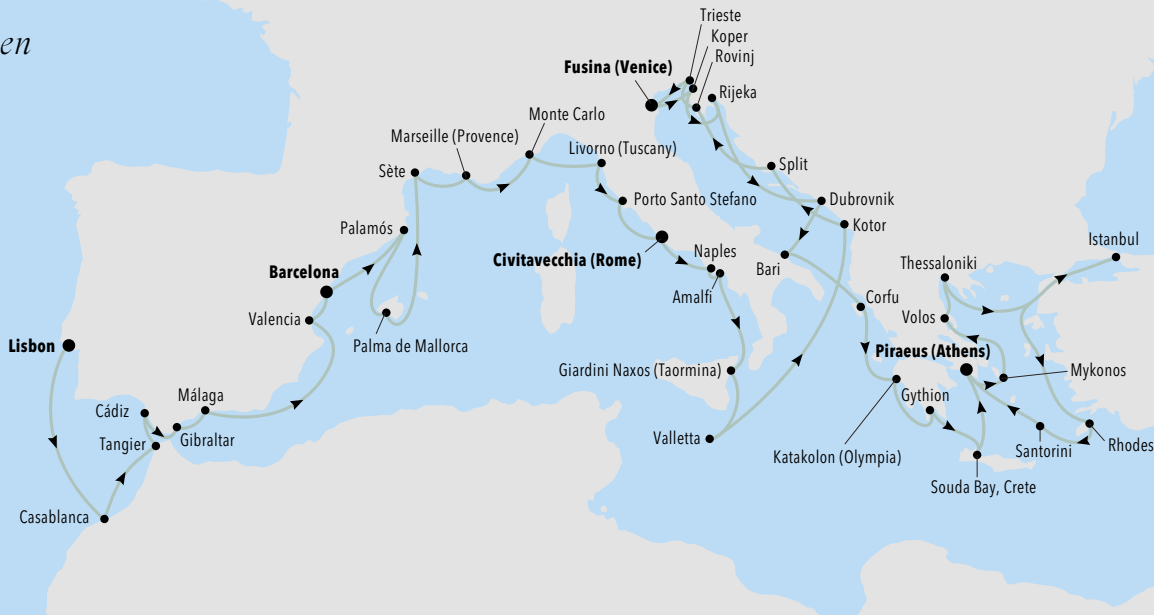 en
Trieste
Koper
Rovinj
Fusina (Venice)
Rijeka
Monte Carlo
Marseille (Provence)
Livorno (Tuscany)
Sète
Split
Porto Santo Stefano
Dubrovnik
Palamós
Kotor
Istanbul
Naples
Civitavecchia (Rome)
Barcelona
Bari
Thessaloniki
Amalfi
Corfu
Valencia
Volos
Lisbon
Palma de Mallorca
Piraeus (Athens)
Giardini Naxos (Taormina)
Mykonos
Málaga
Gythion
Cádiz
Gibraltar
Tangier
Valletta
Santorini
Rhodes
Katakolon (Olympia)
Souda Bay, Crete
Casablanca